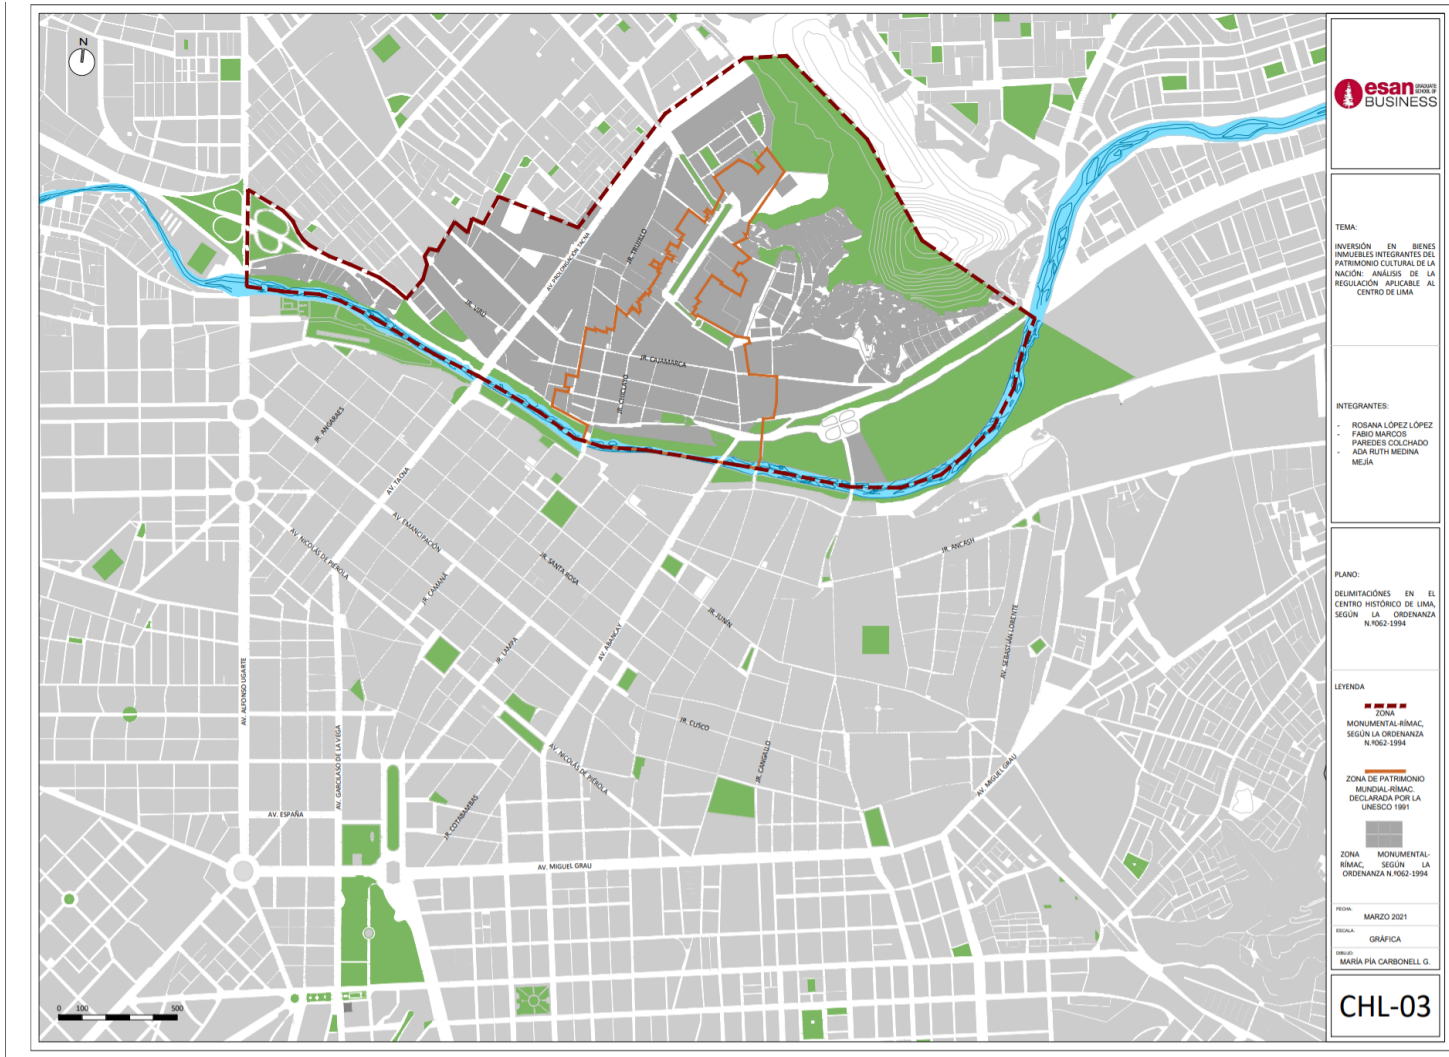 N
JR. TRUJILLO
AV. PROLONGACIÓN TACNA
JR. VIRÚ
JR. CAJAMARCA
JR. CHICLAYO
JR. ANGARAES
AV. TACNA
AV. EMANCIPACIÓN
AV. NICOLÁS DE PIÉROLA
JR. CAMANÁ
JR. SANTA ROSA
JR. ANCASH
JR. JUNÍN
JR. LAMPA
AV. ABANCAY
AV. SEBASTIÁN LORENTE
AV. ALFONSO UGARTE
JR. CUSCO
AV. GARCILASO DE LA VEGA
AV. NICOLÁS DE PIÉROLA
JR. CANGALLO
AV. MIGUEL GRAU
AV. ESPAÑA
JR. COTABAMBAS
AV. MIGUEL GRAU
0 100 500
esan GRADUATE
SCHOOL OF
BUSINESS
TEMA:
INVERSIÓN EN BIENES
INMUEBLES INTEGRANTES DEL
PATRIMONIO CULTURAL DE LA
NACIÓN: ANÁLISIS DE LA
REGULACIÓN APLICABLE AL
CENTRO DE LIMA
INTEGRANTES:
- ROSANA LÓPEZ LÓPEZ
- FABIO MARCOS
PAREDES COLCHADO
- ADA RUTH MEDINA
MEJÍA
PLANO:
DELIMITACIÓNES EN EL
CENTRO HISTÓRICO DE LIMA,
SEGÚN LA ORDENANZA
N.º062-1994
LEYENDA
ZONA
MONUMENTAL-RÍMAC,
SEGÚN LA ORDENANZA
N.º062-1994
ZONA DE PATRIMONIO
MUNDIAL-RÍMAC.
DECLARADA POR LA
UNESCO 1991
ZONA MONUMENTAL-
RÍMAC, SEGÚN LA
ORDENANZA N.º062-1994
FECHA:
MARZO 2021
ESCALA:
GRÁFICA
DIBUJO:
MARÍA PÍA CARBONELL G.
CHL-03